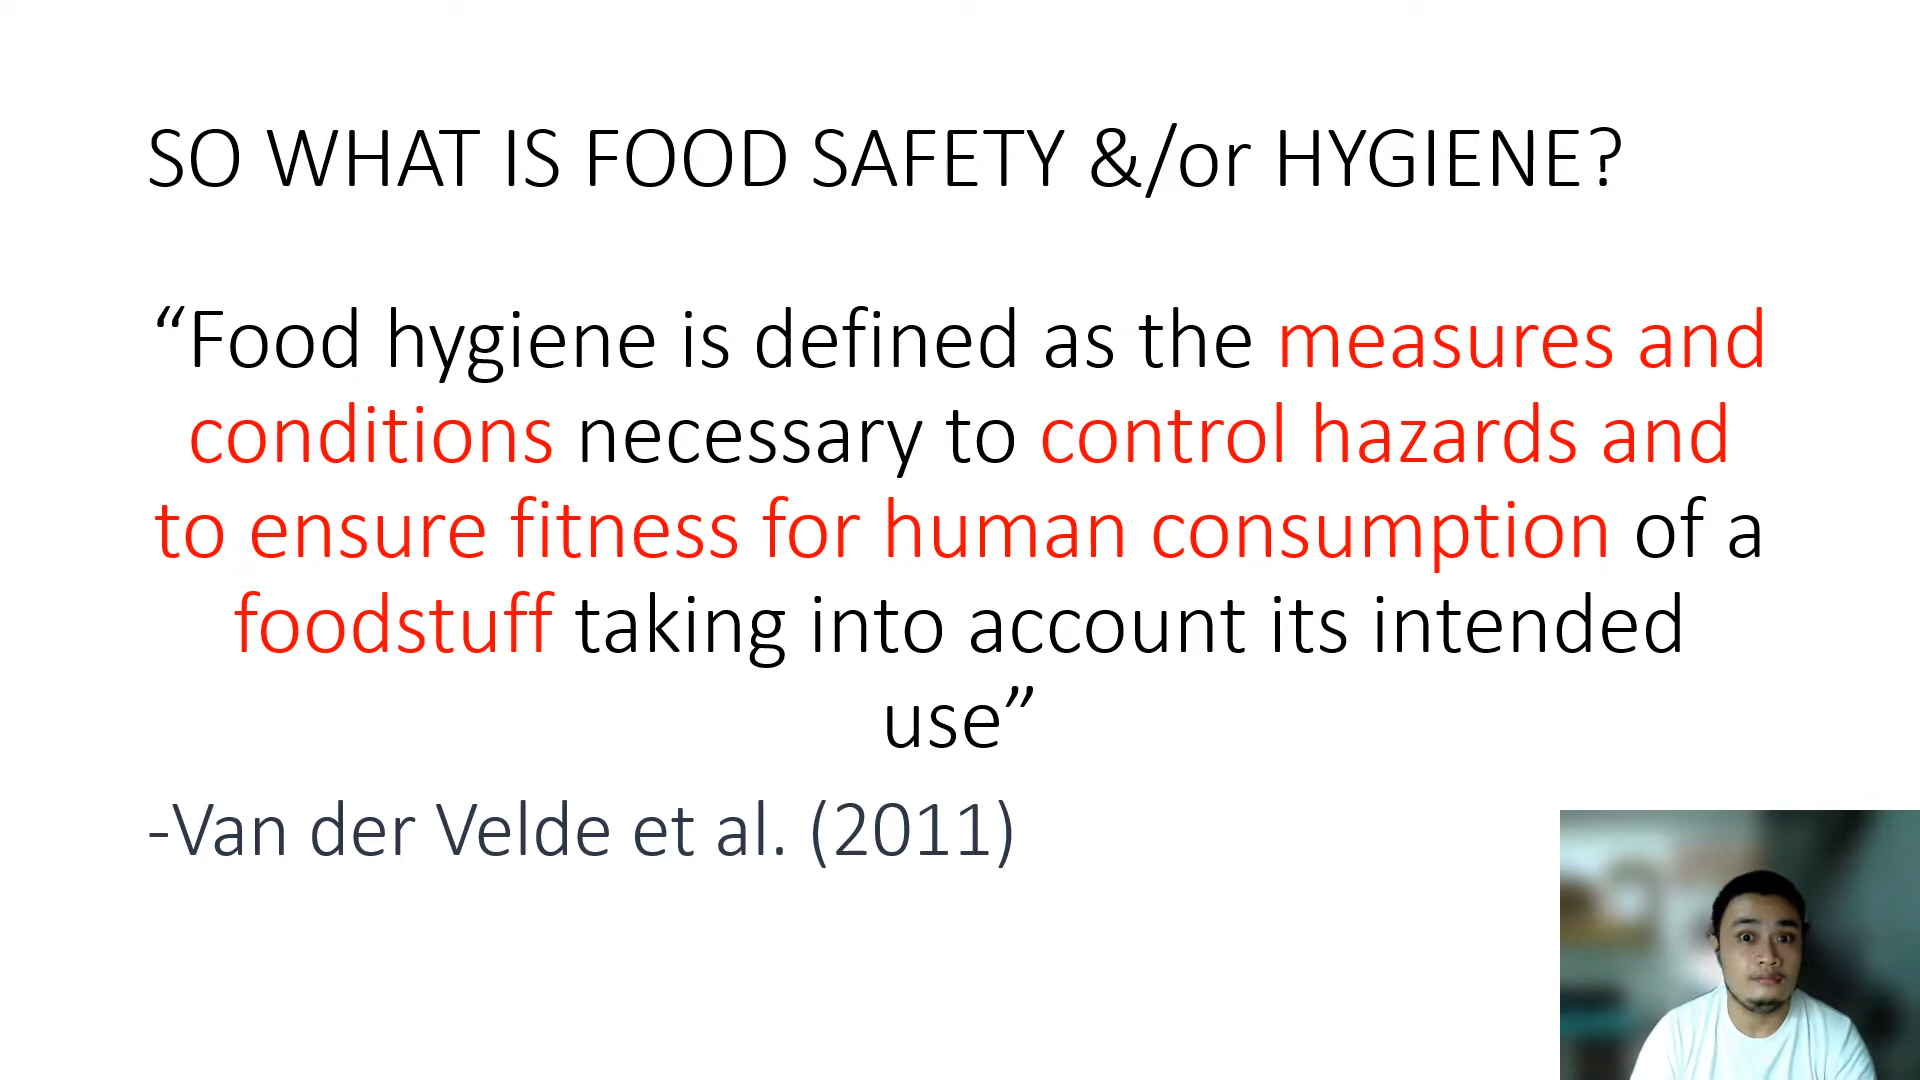 SO WHAT IS FOOD SAFETY &/or HYGIENE?
“Food hygiene is defined as the measures and
conditions necessary to control hazards and
to ensure fitness for human consumption of a
foodstuff taking into account its intended
use”
-Van der Velde et al. (2011)